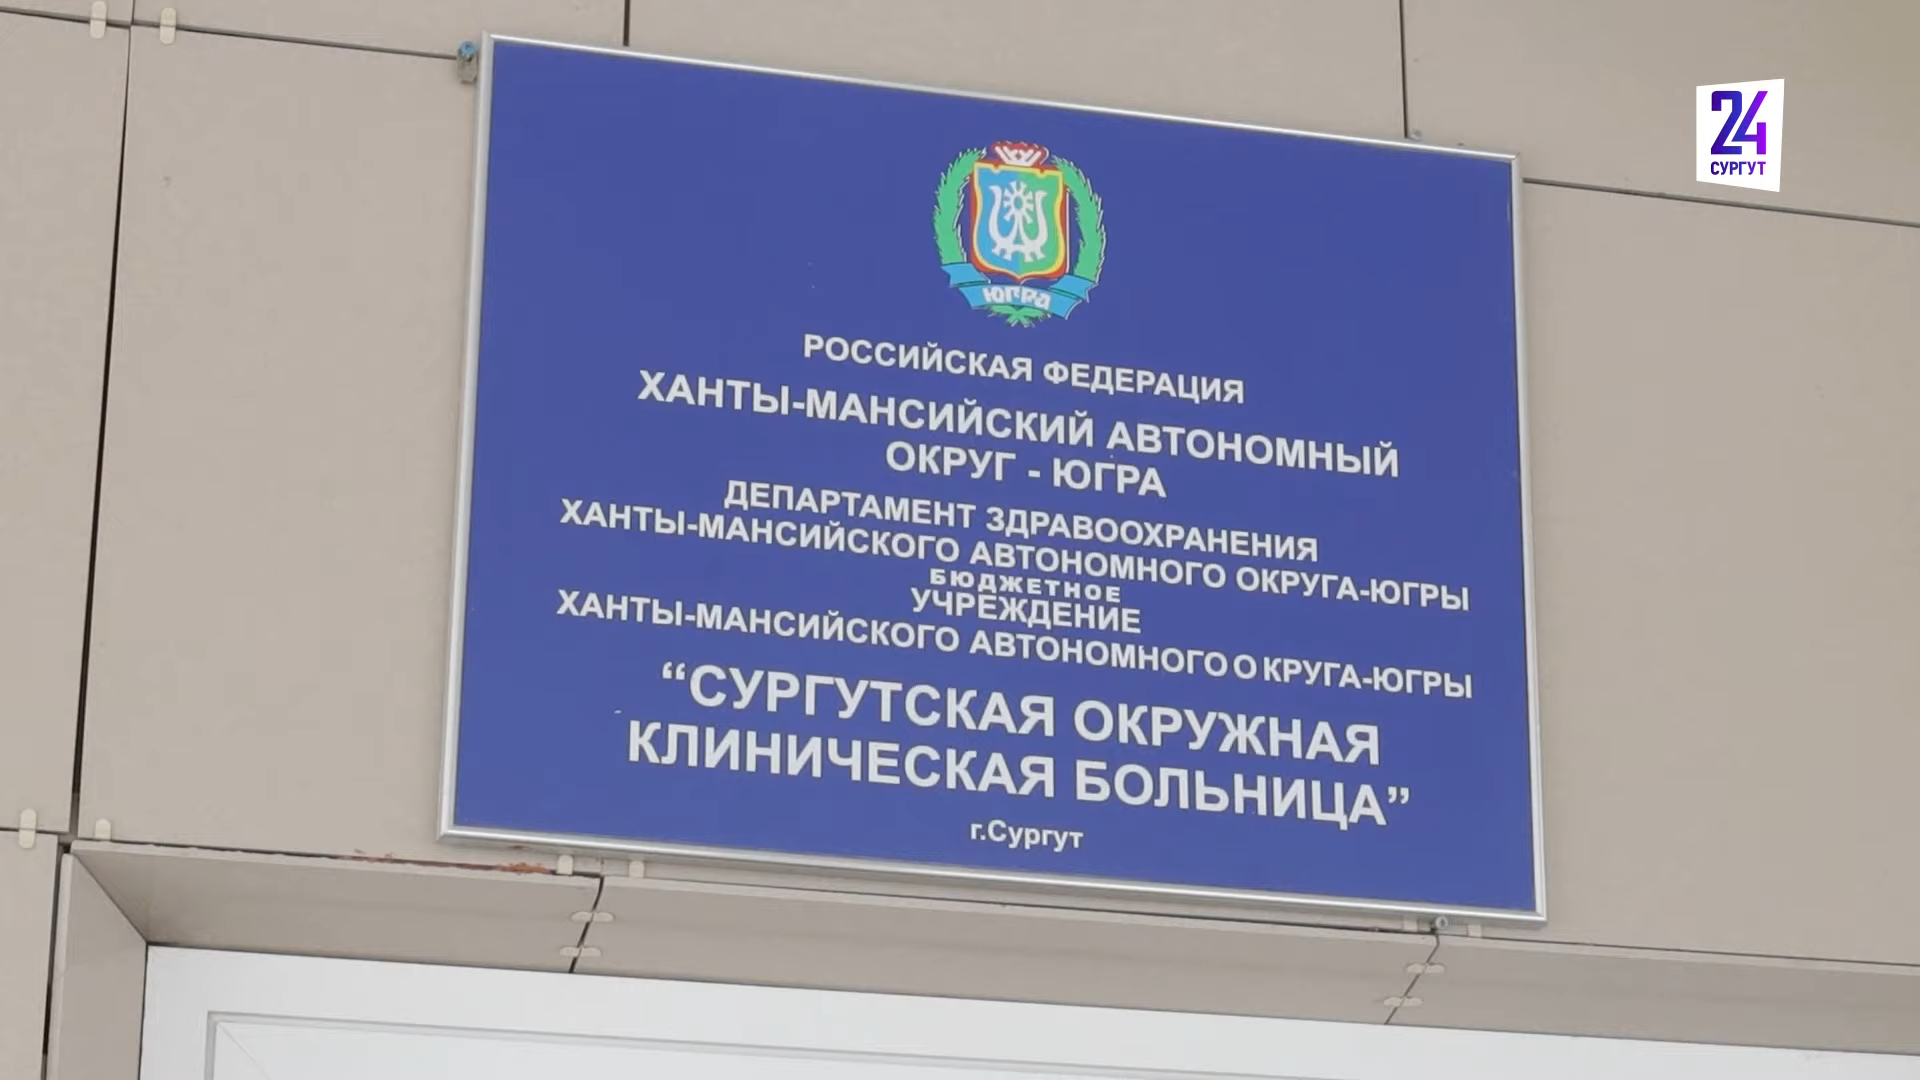 24
СУРГУТ
ЮГРА
РОССИЙСКАЯ ФЕДЕРАЦИЯ
ХАНТЫ-МАНСИЙСКИЙ АВТОНОМНЫЙ
ОКРУГ - ЮГРА
ДЕПАРТАМЕНТ ЗДРАВООХРАНЕНИЯ
ХАНТЫ-МАНСИЙСКОГО АВТОНОМНОГО ОКРУГА-ЮГРЫ
БЮДЖЕТНОЕ
УЧРЕЖДЕНИЕ
ХАНТЫ-МАНСИЙСКОГО АВТОНОМНОГО О КРУГА-ЮГРЫ
“СУРГУТСКАЯ ОКРУЖНАЯ
КЛИНИЧЕСКАЯ БОЛЬНИЦА”
г.Сургут